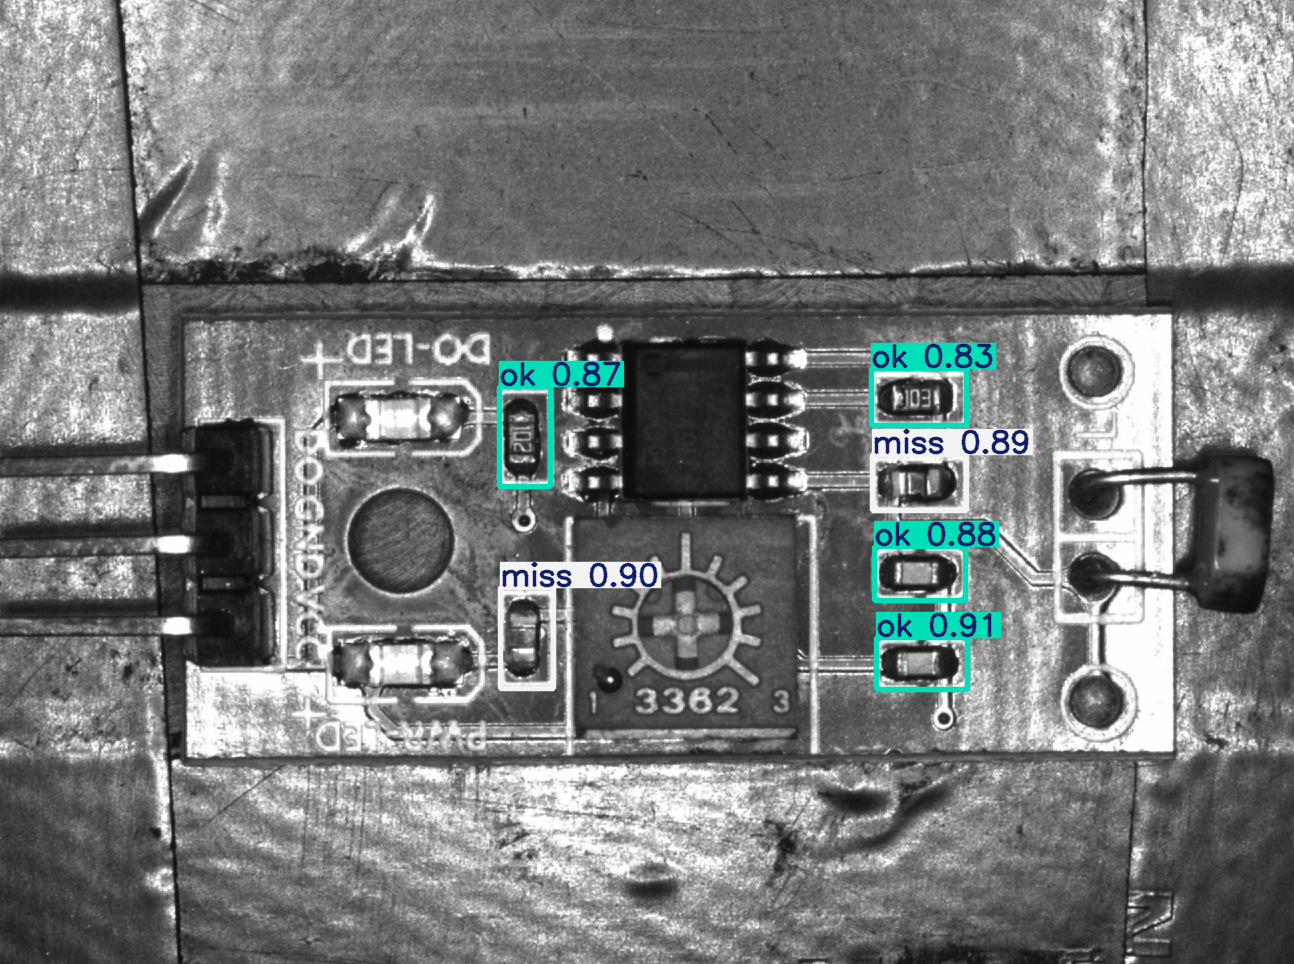 DO-LED
+
ok 0.87
ok 0.83
miss 0.89
DO GND VCC
102
103
ok 0.88
miss 0.90
ok 0.91
1
3362
3
+
PWR-LED